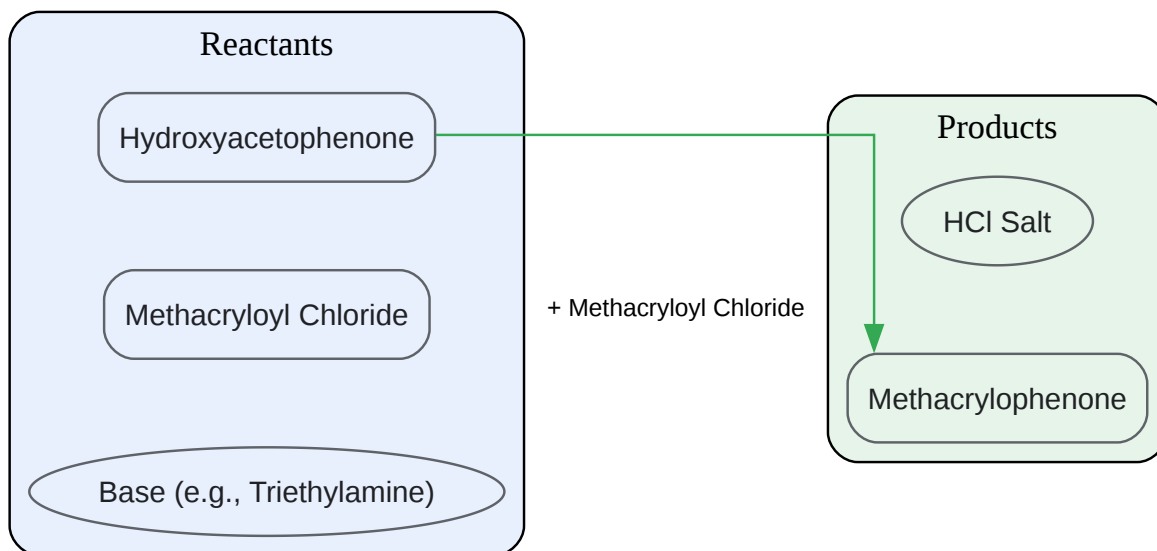 Reactants
Hydroxyacetophenone
Methacryloyl Chloride
Base (e.g., Triethylamine)
+ Methacryloyl Chloride
Products
HCl Salt
Methacrylophenone